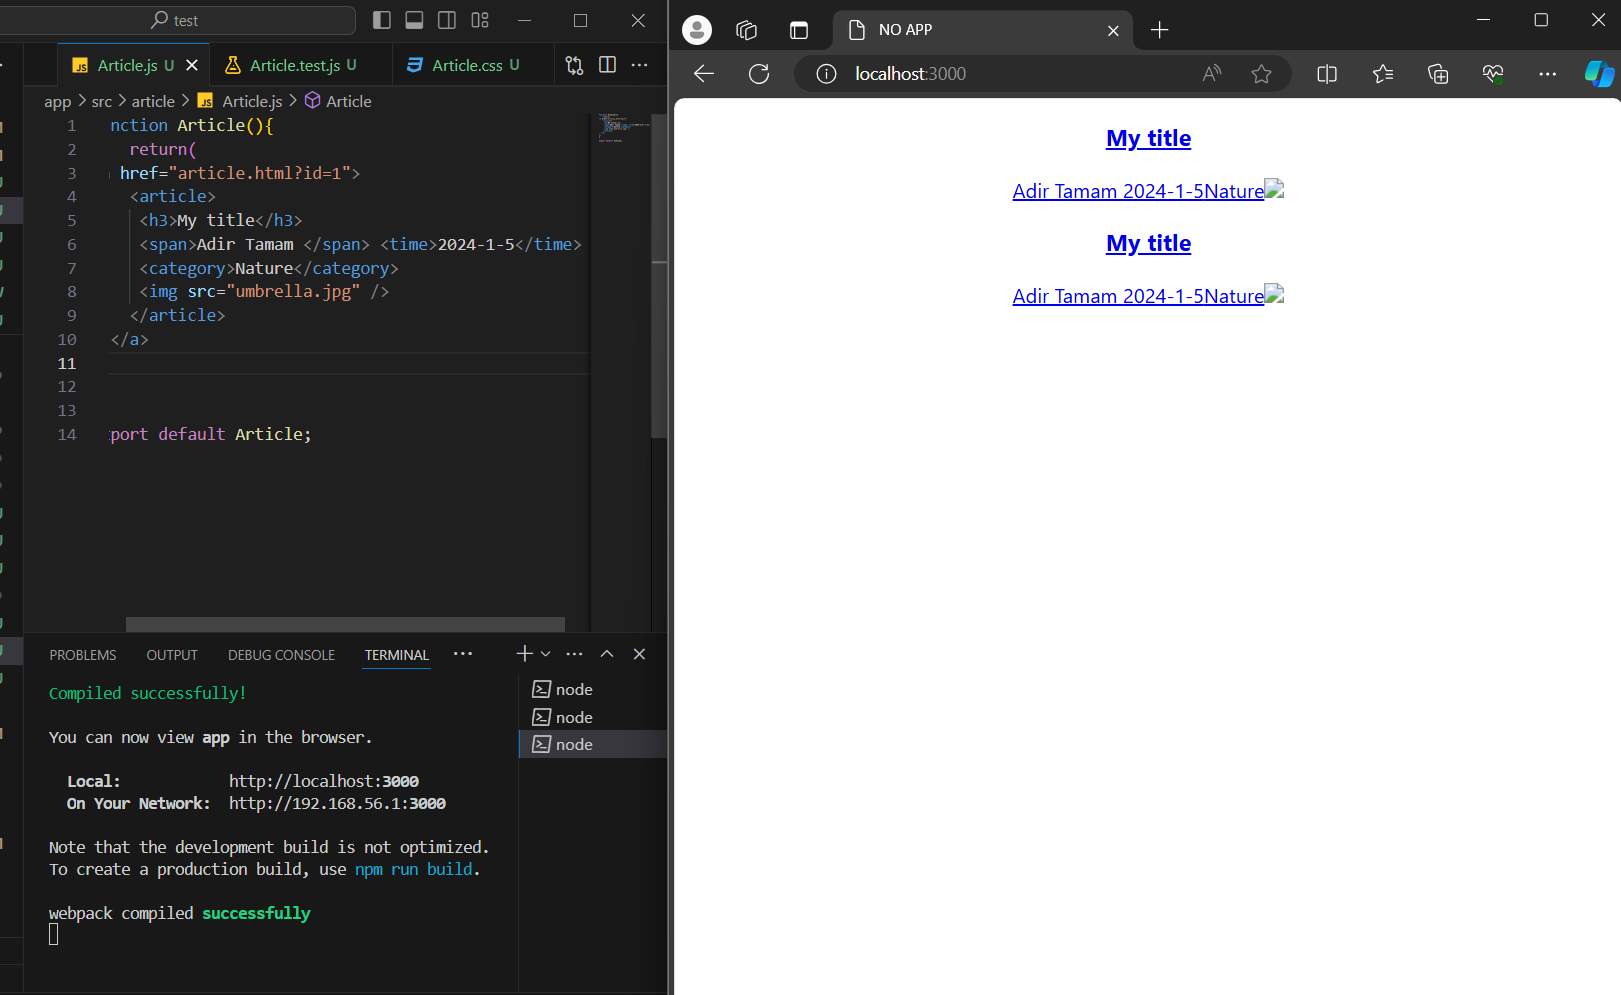 test
Article.js U
Article.test.js U
Article.css U
app > src > article > Article.js > Article
1 nction Article(){
2 return(
3 href="article.html?id=1">
4 <article>
5 <h3>My title</h3>
6 <span>Adir Tamam </span> <time>2024-1-5</time>
7 <category>Nature</category>
8 <img src="umbrella.jpg" />
9 </article>
10 </a>
11
12
13
14 port default Article;
PROBLEMS OUTPUT DEBUG CONSOLE TERMINAL
Compiled successfully!
You can now view app in the browser.
Local: http://localhost:3000
On Your Network: http://192.168.56.1:3000
Note that the development build is not optimized.
To create a production build, use npm run build.
webpack compiled successfully
node
node
node
NO APP
localhost:3000
My title
Adir Tamam 2024-1-5Nature
My title
Adir Tamam 2024-1-5Nature